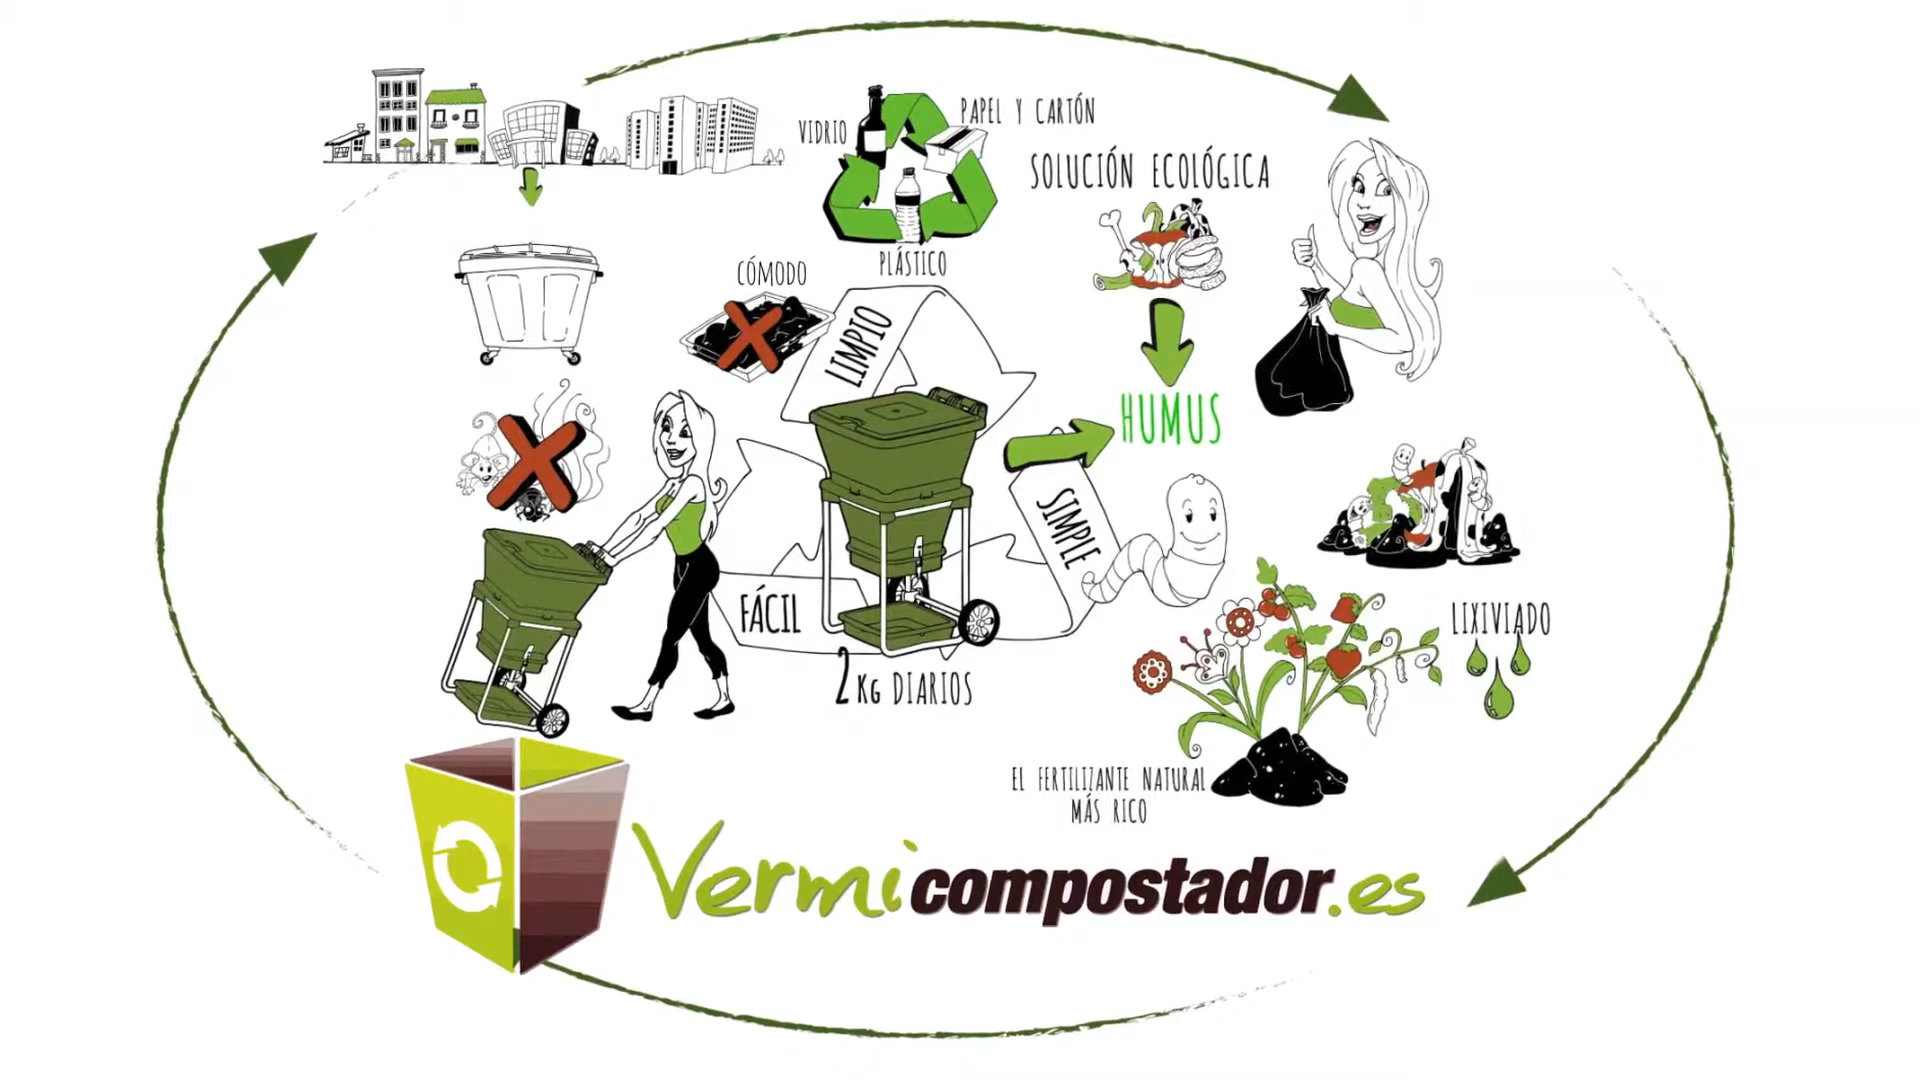 VIDRIO
PAPEL Y CARTÓN
PLÁSTICO
SOLUCIÓN ECOLÓGICA
CÓMODO
LIMPIO
HUMUS
SIMPLE
FÁCIL
2 KG DIARIOS
LIXIVIADO
EL FERTILIZANTE NATURAL
MÁS RICO
Vermicompostador.es